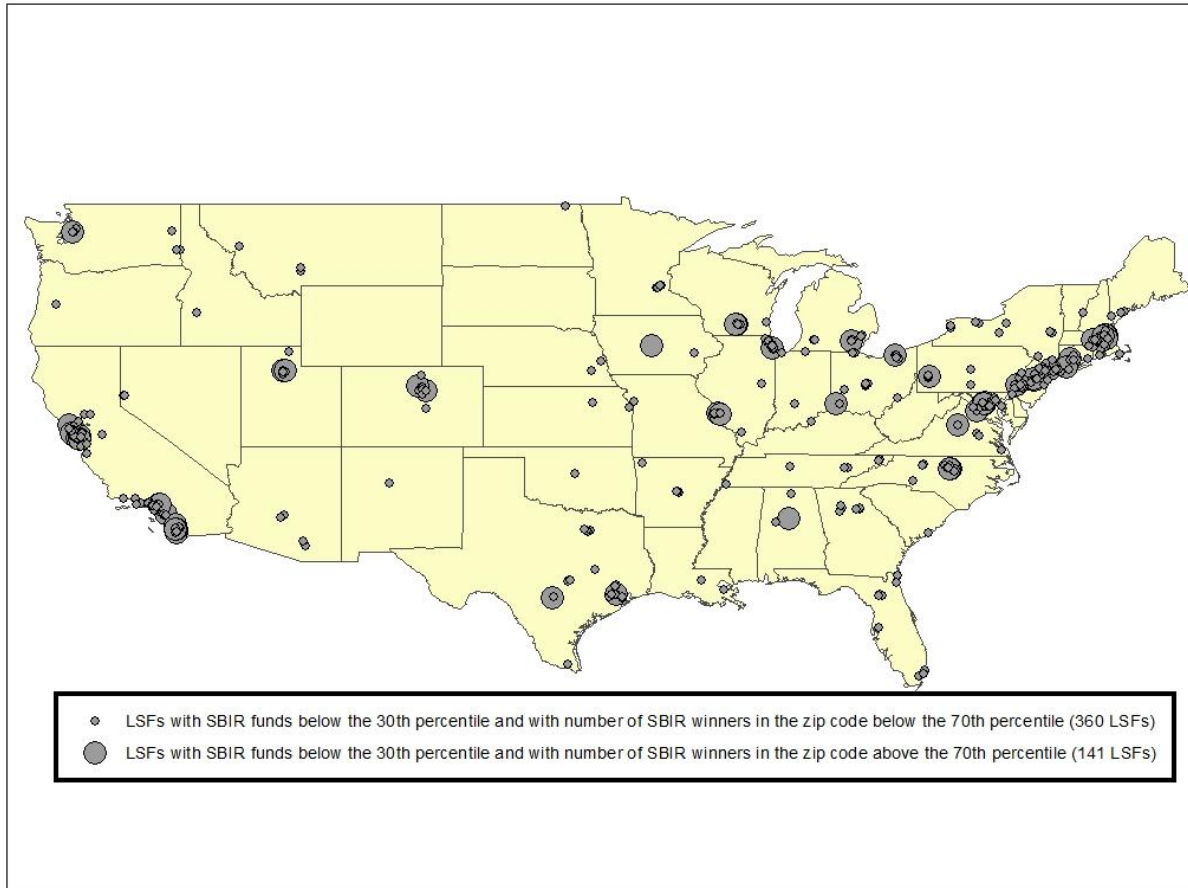 LSFs with SBIR funds below the 30th percentile and with number of SBIR winners in the zip code below the 70th percentile (360 LSFs)
LSFs with SBIR funds below the 30th percentile and with number of SBIR winners in the zip code above the 70th percentile (141 LSFs)